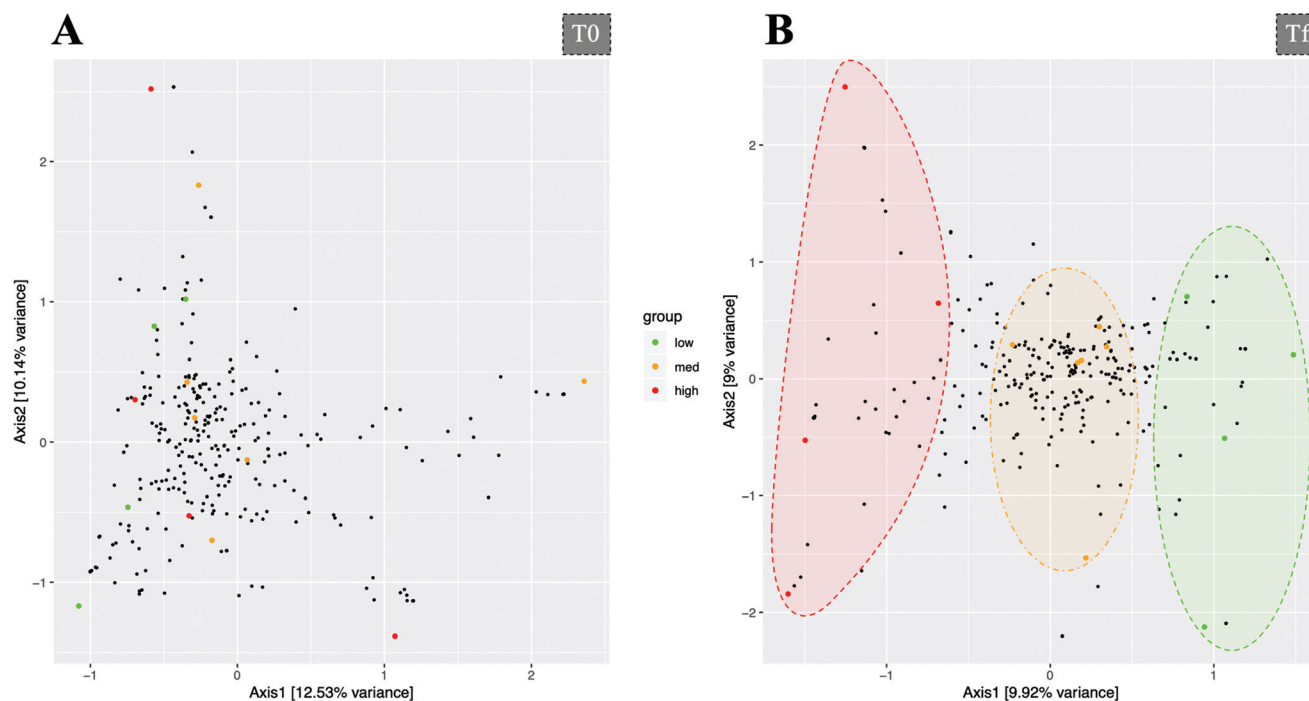 A
T0
B
Tf
2
1
0
−1
Axis2 [10.14% variance]
−1
0
1
2
Axis1 [12.53% variance]
group
low
med
high
2
1
0
−1
−2
Axis2 [9% variance]
−1
0
1
Axis1 [9.92% variance]